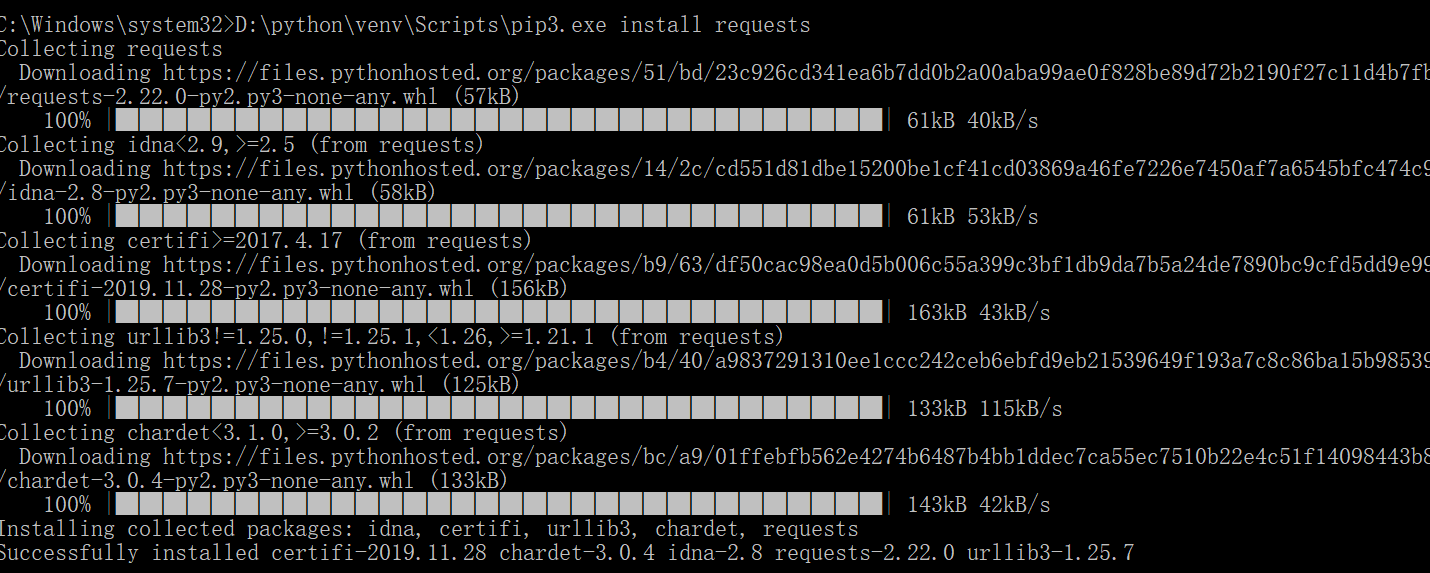 C:\Windows\system32>D:\python\venv\Scripts\pip3.exe install requests
Collecting requests
  Downloading https://files.pythonhosted.org/packages/51/bd/23c926cd341ea6b7dd0b2a00aba99ae0f828be89d72b2190f27c11d4b7fb
/requests-2.22.0-py2.py3-none-any.whl (57kB)
    100% || 61kB 40kB/s
Collecting idna<2.9,>=2.5 (from requests)
  Downloading https://files.pythonhosted.org/packages/14/2c/cd551d81dbe15200be1cf41cd03869a46fe7226e7450af7a6545bfc474c9
/idna-2.8-py2.py3-none-any.whl (58kB)
    100% || 61kB 53kB/s
Collecting certifi>=2017.4.17 (from requests)
  Downloading https://files.pythonhosted.org/packages/b9/63/df50cac98ea0d5b006c55a399c3bf1db9da7b5a24de7890bc9cfd5dd9e99
/certifi-2019.11.28-py2.py3-none-any.whl (156kB)
    100% || 163kB 43kB/s
Collecting urllib3!=1.25.0,!=1.25.1,<1.26,>=1.21.1 (from requests)
  Downloading https://files.pythonhosted.org/packages/b4/40/a9837291310ee1ccc242ceb6ebfd9eb21539649f193a7c8c86ba15b98539
/urllib3-1.25.7-py2.py3-none-any.whl (125kB)
    100% || 133kB 115kB/s
Collecting chardet<3.1.0,>=3.0.2 (from requests)
  Downloading https://files.pythonhosted.org/packages/bc/a9/01ffebfb562e4274b6487b4bb1ddec7ca55ec7510b22e4c51f14098443b8
/chardet-3.0.4-py2.py3-none-any.whl (133kB)
    100% || 143kB 42kB/s
Installing collected packages: idna, certifi, urllib3, chardet, requests
Successfully installed certifi-2019.11.28 chardet-3.0.4 idna-2.8 requests-2.22.0 urllib3-1.25.7